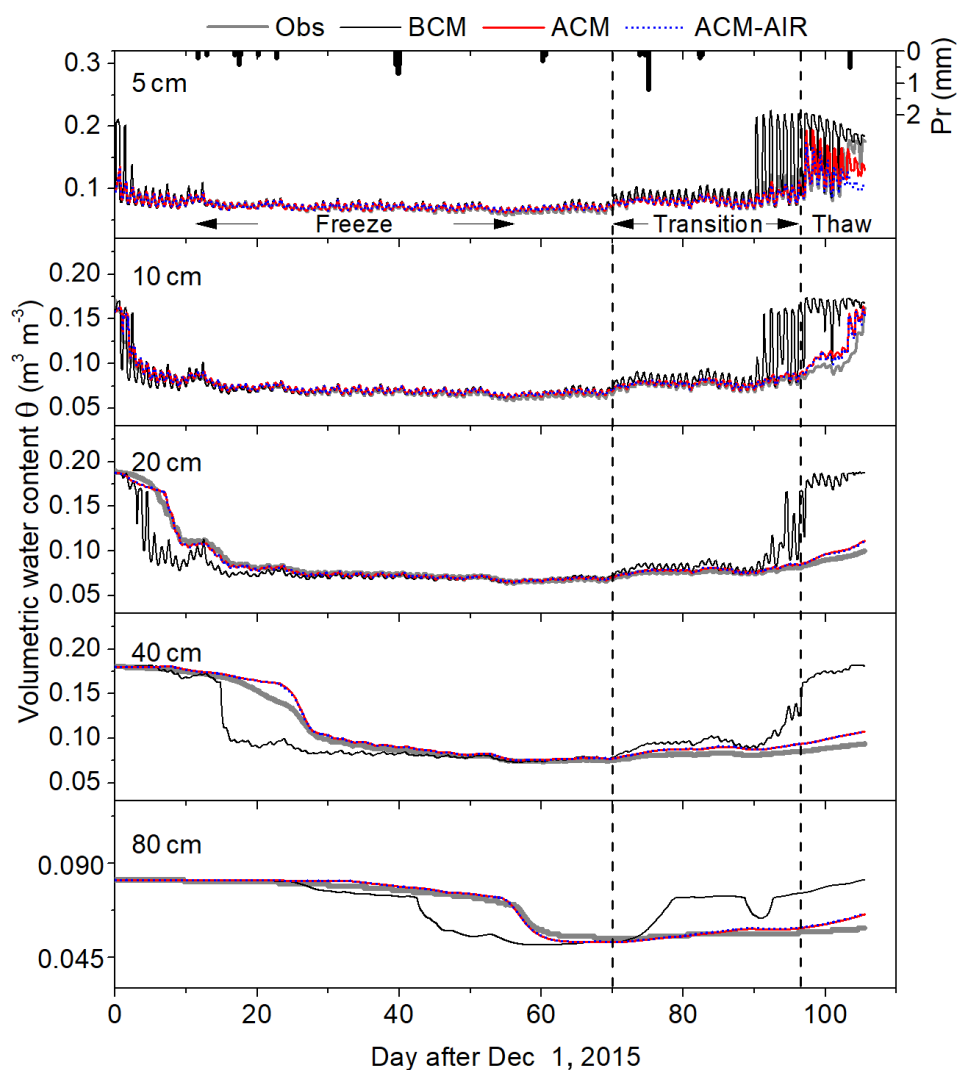 Obs BCM ACM ACM-AIR
0.3 5 cm 0
0.2 1
0.1 2
Pr (mm)
Freeze Transition Thaw
10 cm
0.20
0.15
0.10
0.05
20 cm
0.20
0.15
0.10
0.05
40 cm
0.20
0.15
0.10
0.05
80 cm
0.090
0.045
Volumetric water content θ (m³ m⁻³)
0 20 40 60 80 100
Day after Dec 1, 2015